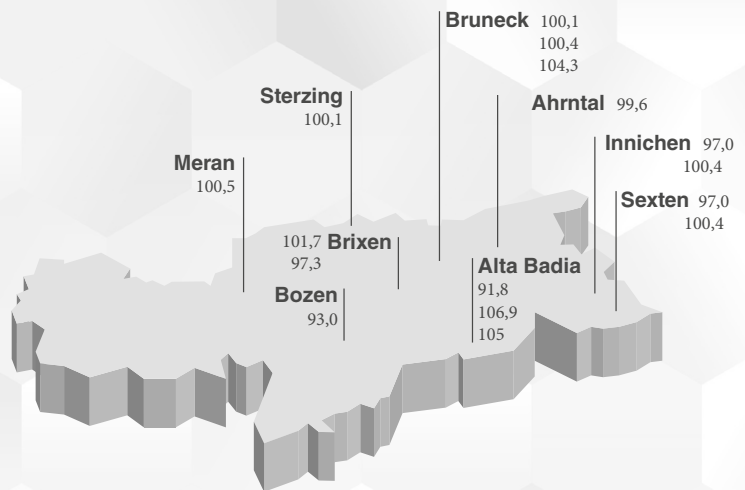 Bruneck 100,1
100,4
104,3
Sterzing
100,1
Ahrntal 99,6
Innichen 97,0
100,4
Meran
100,5
Sexten 97,0
100,4
101,7 Brixen
97,3
Alta Badia
91,8
106,9
105
Bozen
93,0